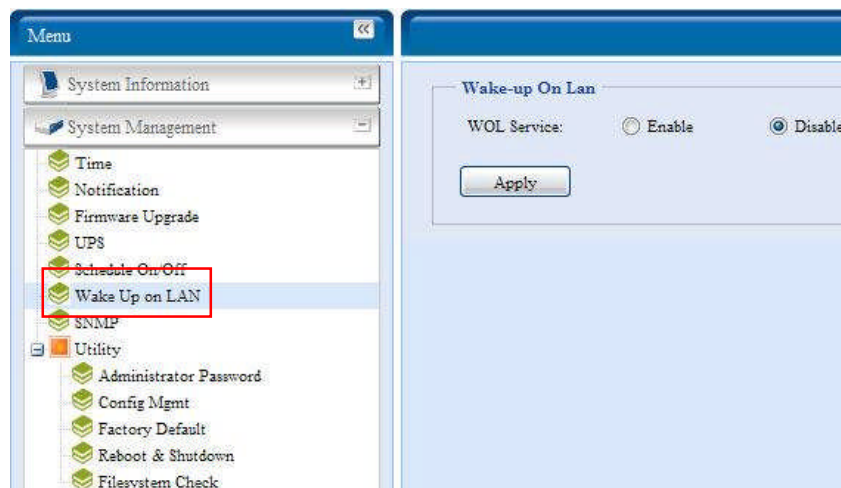 Menu
System Information
System Management
Time
Notification
Firmware Upgrade
UPS
Schedule On/Off
Wake Up on LAN
SNMP
Utility
Administrator Password
Config Mgmt
Factory Default
Reboot & Shutdown
Filesystem Check
Wake-up On Lan
WOL Service: Enable Disable
Apply